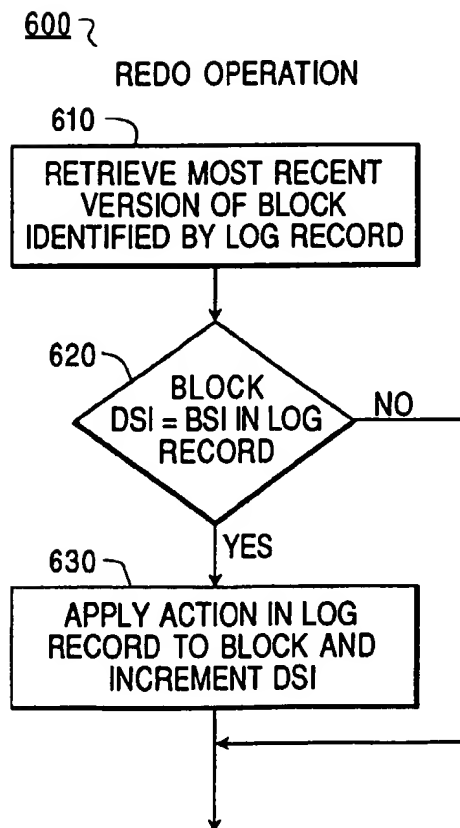 600
REDO OPERATION
610
RETRIEVE MOST RECENT
VERSION OF BLOCK
IDENTIFIED BY LOG RECORD
620
BLOCK
DSI = BSI IN LOG
RECORD
NO
YES
630
APPLY ACTION IN LOG
RECORD TO BLOCK AND
INCREMENT DSI